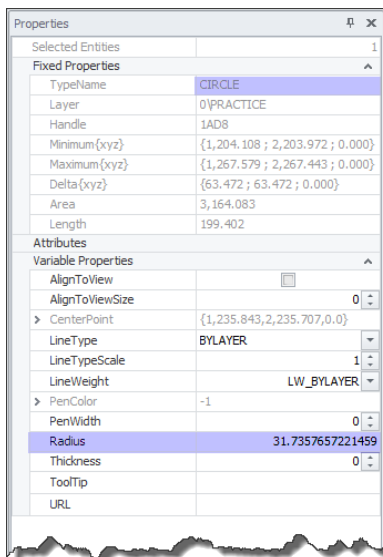 Properties
Selected Entities 1
Fixed Properties
TypeName CIRCLE
Layer 0\PRACTICE
Handle 1AD8
Minimum{xyz} {1,204.108 ; 2,203.972 ; 0.000}
Maximum{xyz} {1,267.579 ; 2,267.443 ; 0.000}
Delta{xyz} {63.472 ; 63.472 ; 0.000}
Area 3,164.083
Length 199.402
Attributes
Variable Properties
AlignToView
AlignToViewSize 0
CenterPoint {1,235.843,2,235.707,0.0}
LineType BYLAYER
LineTypeScale 1
LineWeight LW_BYLAYER
PenColor -1
PenWidth 0
Radius 31.7357657221459
Thickness 0
ToolTip
URL